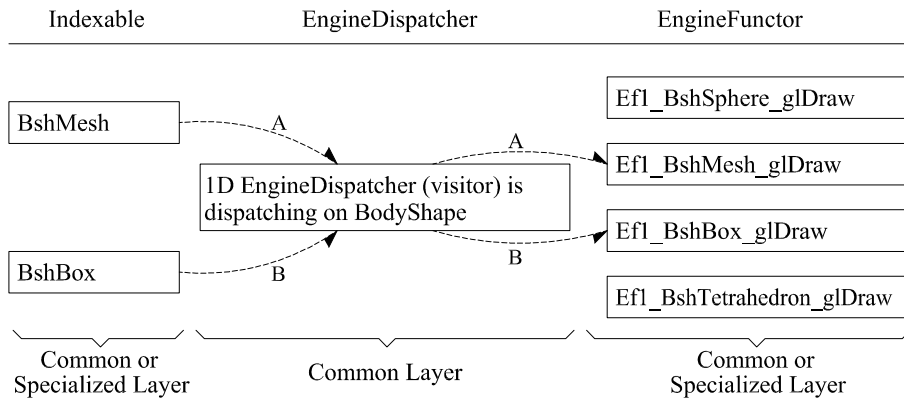 Indexable
EngineDispatcher
EngineFunctor
BshMesh
A
1D EngineDispatcher (visitor) is
dispatching on BodyShape
A
Ef1_BshSphere_glDraw
Ef1_BshMesh_glDraw
Ef1_BshBox_glDraw
Ef1_BshTetrahedron_glDraw
BshBox
B
B
Common or
Specialized Layer
Common Layer
Common or
Specialized Layer